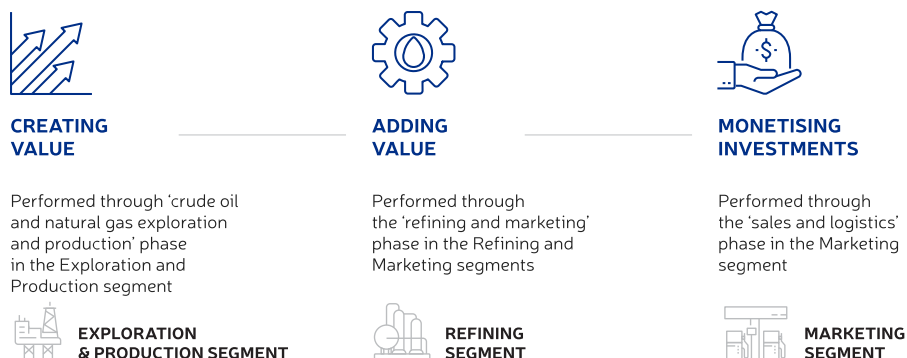 CREATING
VALUE
Performed through ‘crude oil
and natural gas exploration
and production’ phase
in the Exploration and
Production segment
EXPLORATION
& PRODUCTION SEGMENT
ADDING
VALUE
Performed through
the ‘refining and marketing’
phase in the Refining and
Marketing segments
REFINING
SEGMENT
$
MONETISING
INVESTMENTS
Performed through
the ‘sales and logistics’
phase in the Marketing
segment
MARKETING
SEGMENT